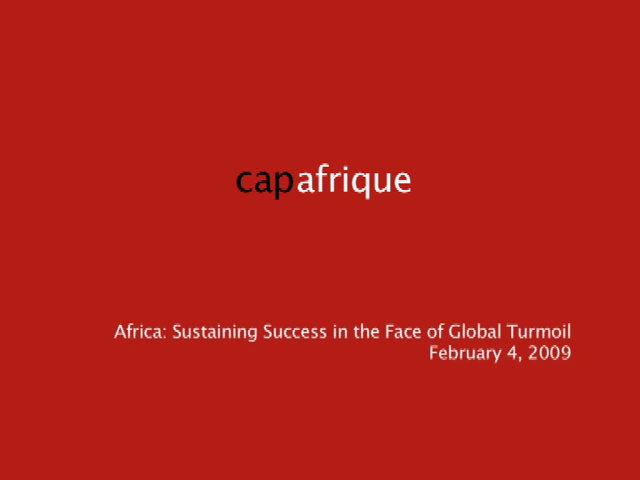 capafrique
Africa: Sustaining Success in the Face of Global Turmoil
February 4, 2009